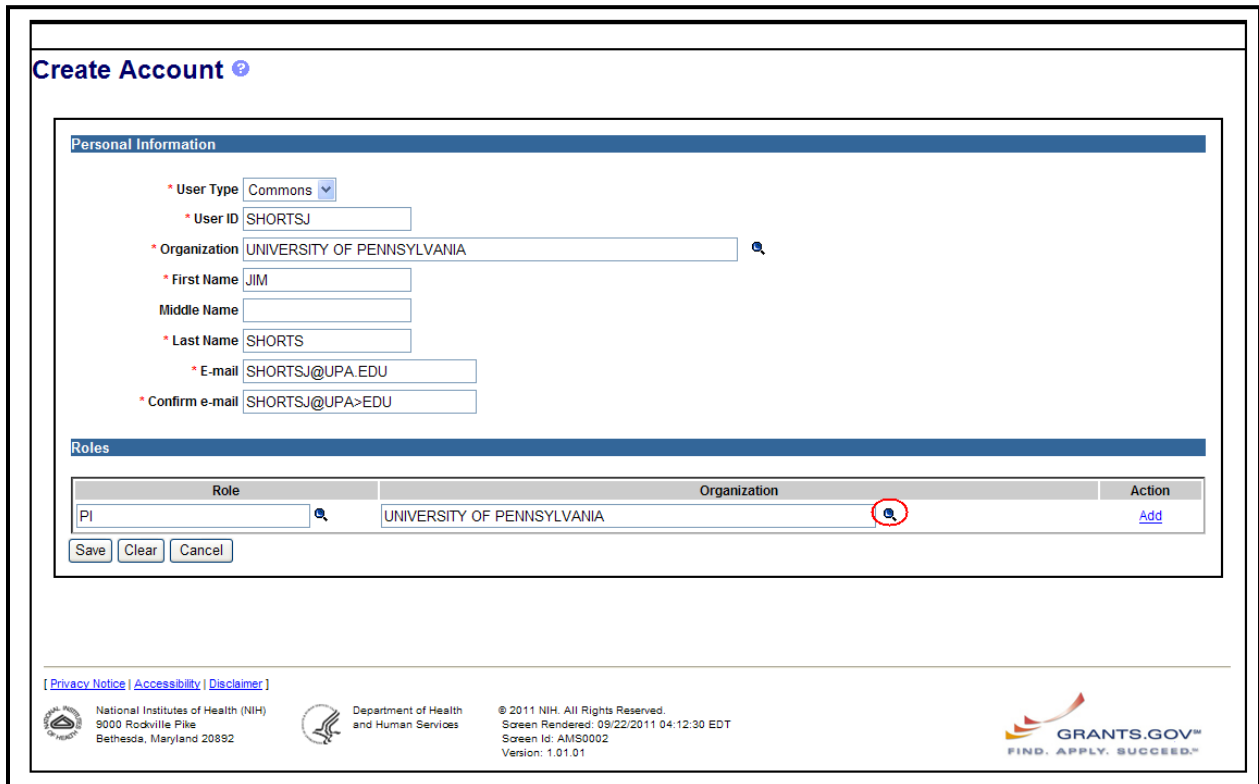 Create Account ?
Personal Information
* User Type Commons
* User ID SHORTSJ
* Organization UNIVERSITY OF PENNSYLVANIA
* First Name JIM
Middle Name
* Last Name SHORTS
* E-mail SHORTSJ@UPA.EDU
* Confirm e-mail SHORTSJ@UPA>EDU
Roles
Role Organization Action
PI UNIVERSITY OF PENNSYLVANIA Add
Save Clear Cancel
[ Privacy Notice | Accessibility | Disclaimer ]
National Institutes of Health (NIH)
9000 Rockville Pike
Bethesda, Maryland 20892
Department of Health
and Human Services
© 2011 NIH. All Rights Reserved.
Screen Rendered: 09/22/2011 04:12:30 EDT
Screen Id: AMS0002
Version: 1.01.01
GRANTS.GOV℠
FIND. APPLY. SUCCEED.℠